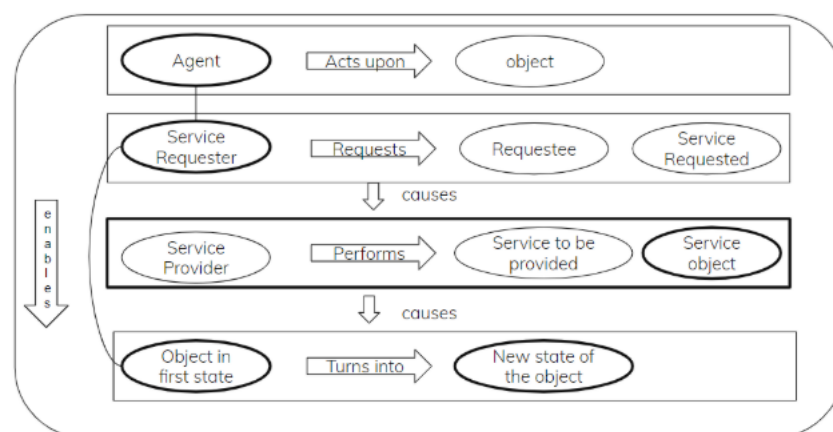 Agent
Acts upon
object
Service
Requester
Requests
Requestee
Service
Requested
causes
enables
Service
Provider
Performs
Service to be
provided
Service
object
causes
Object in
first state
Turns into
New state of
the object